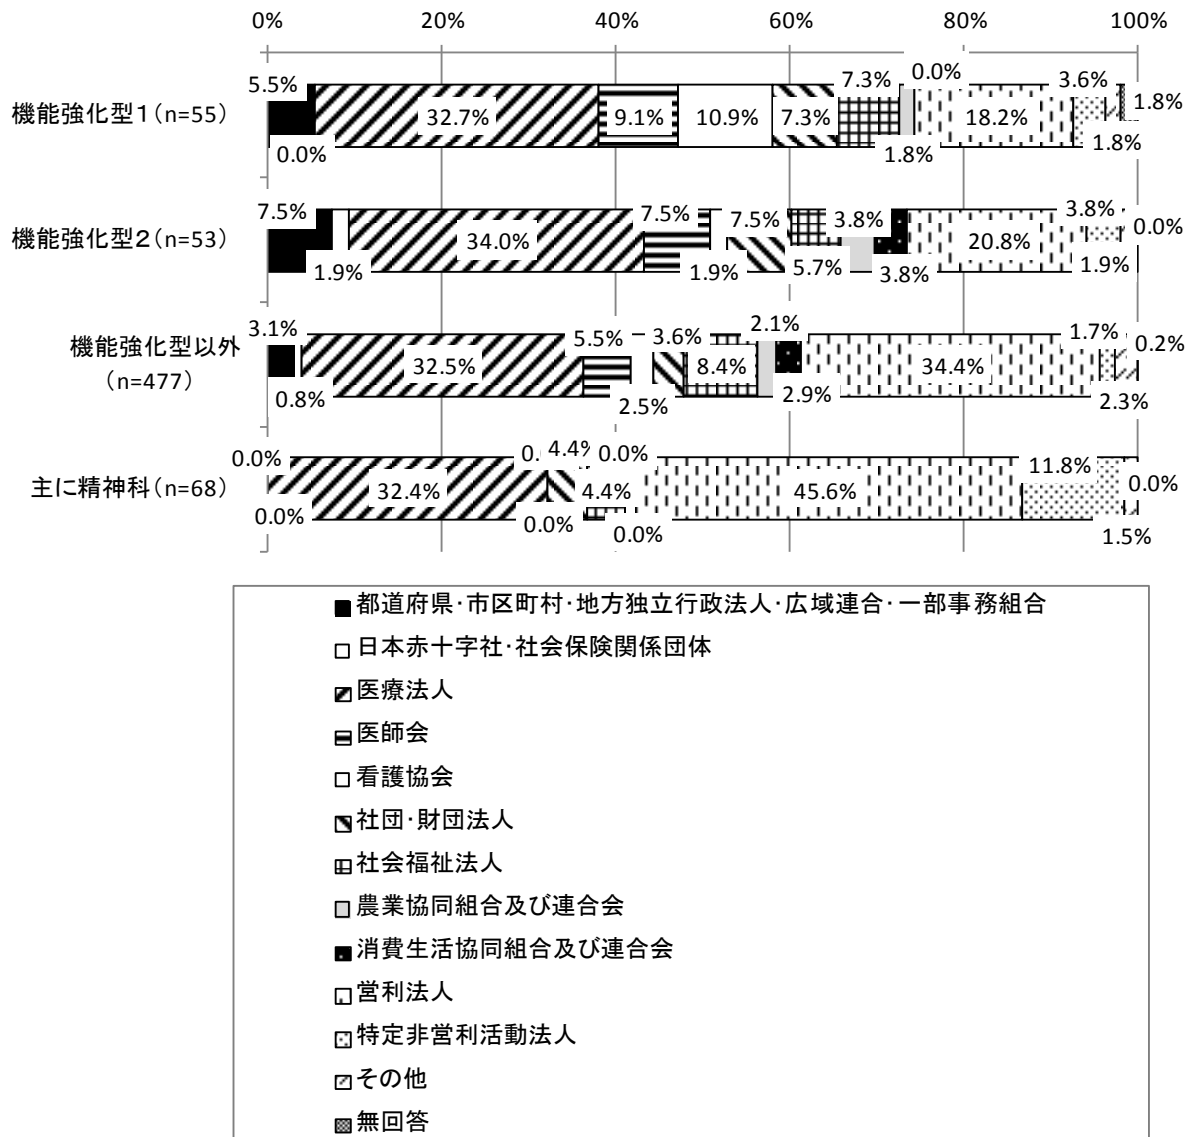 0% 20% 40% 60% 80% 100%
5.5% 7.3% 0.0% 3.6%
機能強化型1(n=55) 32.7% 9.1% 10.9% 7.3% 18.2% 1.8%
0.0% 1.8% 1.8%
7.5% 7.5% 7.5% 3.8% 3.8%
機能強化型2(n=53) 34.0% 20.8% 0.0%
1.9% 1.9% 5.7% 3.8% 1.9%
3.1% 5.5% 3.6% 2.1% 1.7% 0.2%
機能強化型以外
(n=477) 32.5% 8.4% 34.4%
0.8% 2.5% 2.9% 2.3%
0.0% 0. 4.4% 0.0% 11.8%
主に精神科(n=68) 32.4% 4.4% 45.6% 0.0%
0.0% 0.0% 0.0% 1.5%
都道府県・市区町村・地方独立行政法人・広域連合・一部事務組合
日本赤十字社・社会保険関係団体
医療法人
医師会
看護協会
社団・財団法人
社会福祉法人
農業協同組合及び連合会
消費生活協同組合及び連合会
営利法人
特定非営利活動法人
その他
無回答